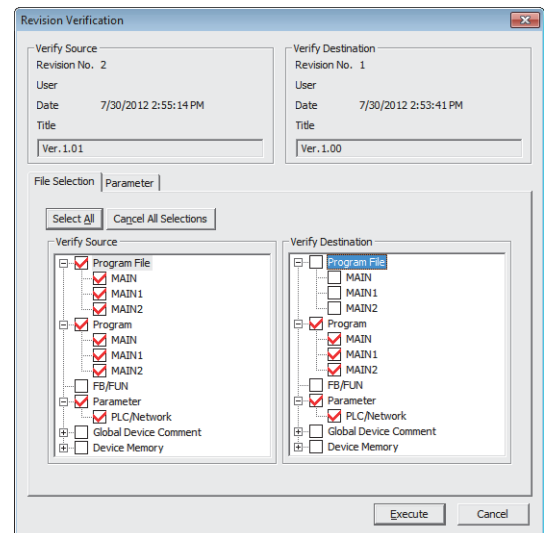 Revision Verification
Verify Source
Revision No. 2
User
Date 7/30/2012 2:55:14 PM
Title
Ver.1.01
Verify Destination
Revision No. 1
User
Date 7/30/2012 2:53:41 PM
Title
Ver.1.00
File Selection Parameter
Select All Cancel All Selections
Verify Source
Program File
MAIN
MAIN1
MAIN2
Program
MAIN
MAIN1
MAIN2
FB/FUN
Parameter
PLC/Network
Global Device Comment
Device Memory
Verify Destination
Program File
MAIN
MAIN1
MAIN2
Program
MAIN
MAIN1
MAIN2
FB/FUN
Parameter
PLC/Network
Global Device Comment
Device Memory
Execute Cancel